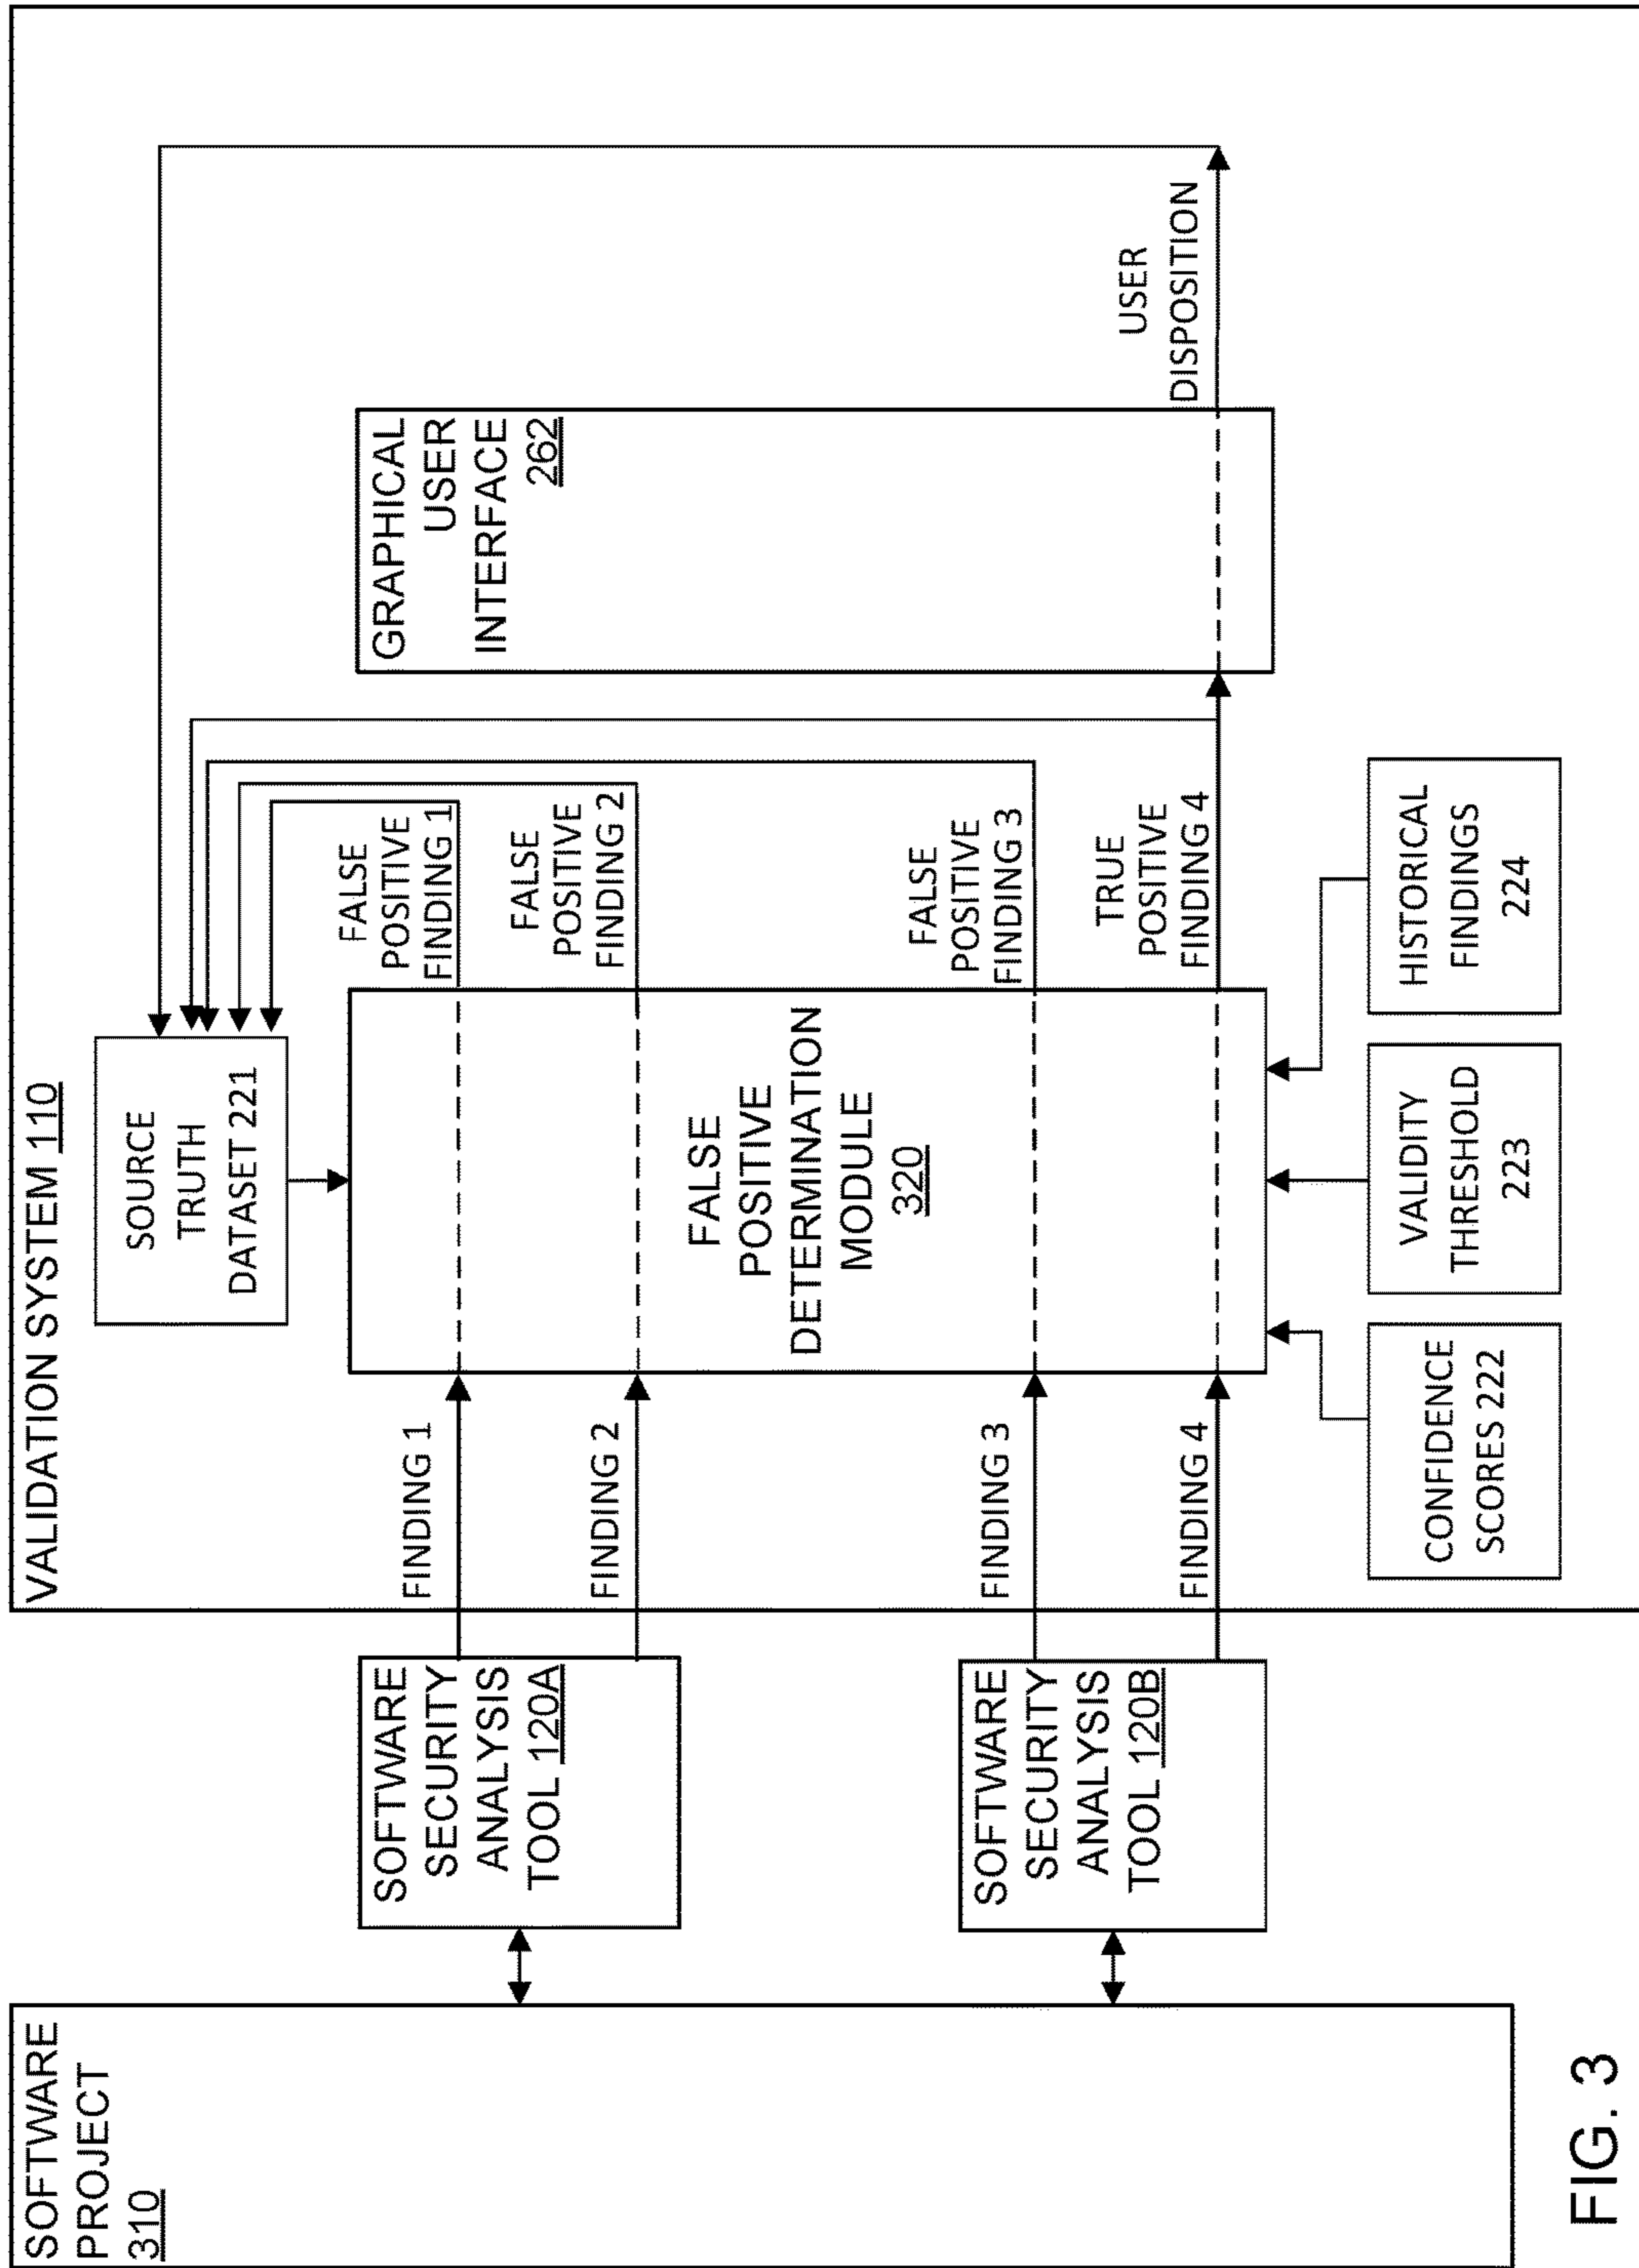 SOFTWARE
PROJECT
310
SOFTWARE
SECURITY
ANALYSIS
TOOL 120A
SOFTWARE
SECURITY
ANALYSIS
TOOL 120B
VALIDATION SYSTEM 110
FINDING 1
FINDING 2
FINDING 3
FINDING 4
SOURCE
TRUTH
DATASET 221
FALSE
POSITIVE
DETERMINATION
MODULE
320
CONFIDENCE
SCORES 222
VALIDITY
THRESHOLD
223
HISTORICAL
FINDINGS
224
FALSE
POSITIVE
FINDING 1
FALSE
POSITIVE
FINDING 2
FALSE
POSITIVE
FINDING 3
TRUE
POSITIVE
FINDING 4
GRAPHICAL
USER
INTERFACE
262
USER
DISPOSITION
FIG. 3